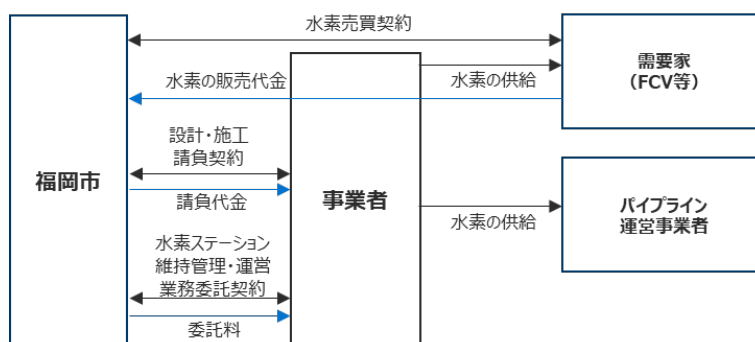 水素売買契約
需要家
（FCV等）
水素の販売代金
水素の供給
設計・施工
請負契約
福岡市
請負代金
事業者
水素の供給
パイプライン
運営事業者
水素ステーション
維持管理・運営
業務委託契約
委託料